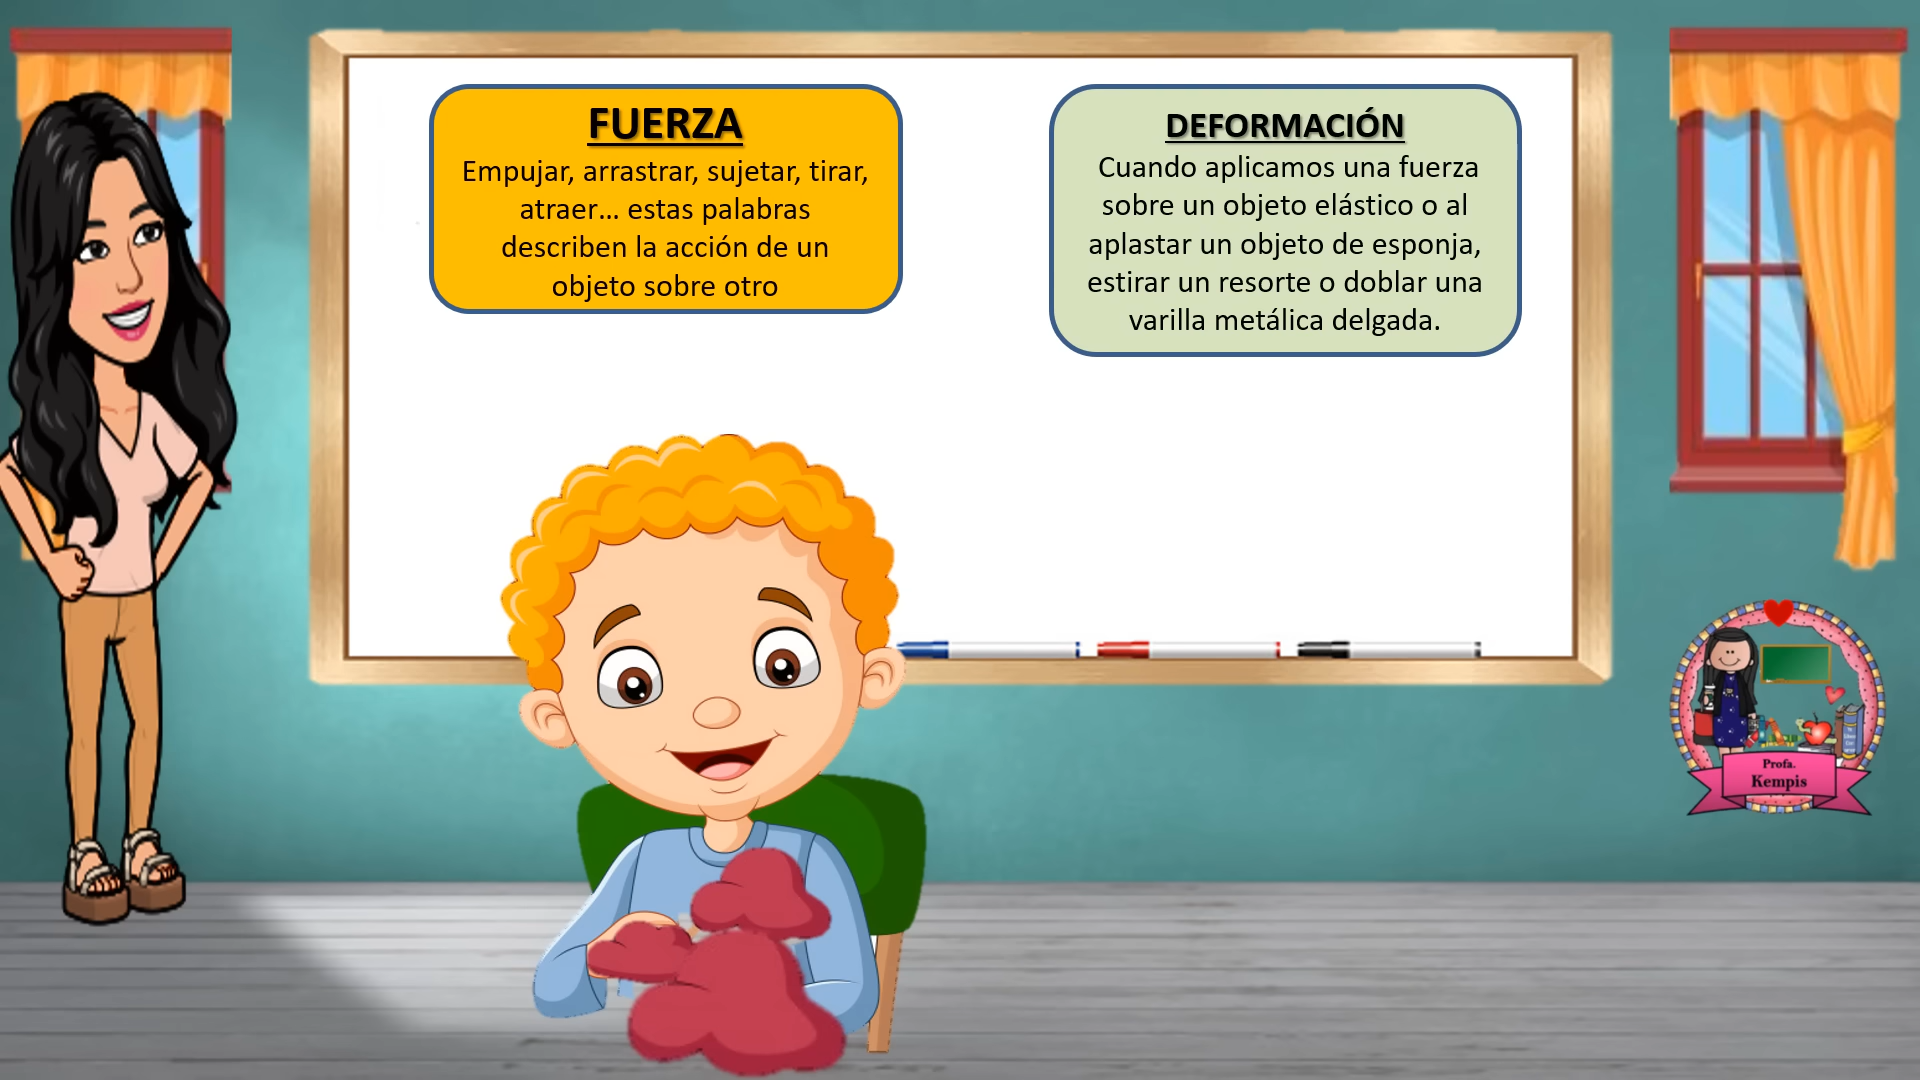 FUERZA
Empujar, arrastrar, sujetar, tirar,
atraer... estas palabras
describen la acción de un
objeto sobre otro
DEFORMACIÓN
Cuando aplicamos una fuerza
sobre un objeto elástico o al
aplastar un objeto de esponja,
estirar un resorte o doblar una
varilla metálica delgada.
Profa.
Kempis